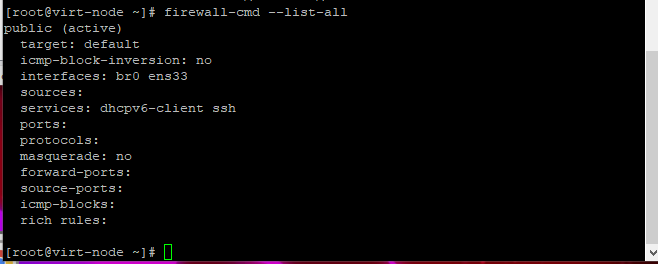 [root@virt-node ~]# firewall-cmd --list-all
public (active)
  target: default
  icmp-block-inversion: no
  interfaces: br0 ens33
  sources:
  services: dhcpv6-client ssh
  ports:
  protocols:
  masquerade: no
  forward-ports:
  source-ports:
  icmp-blocks:
  rich rules:
[root@virt-node ~]#